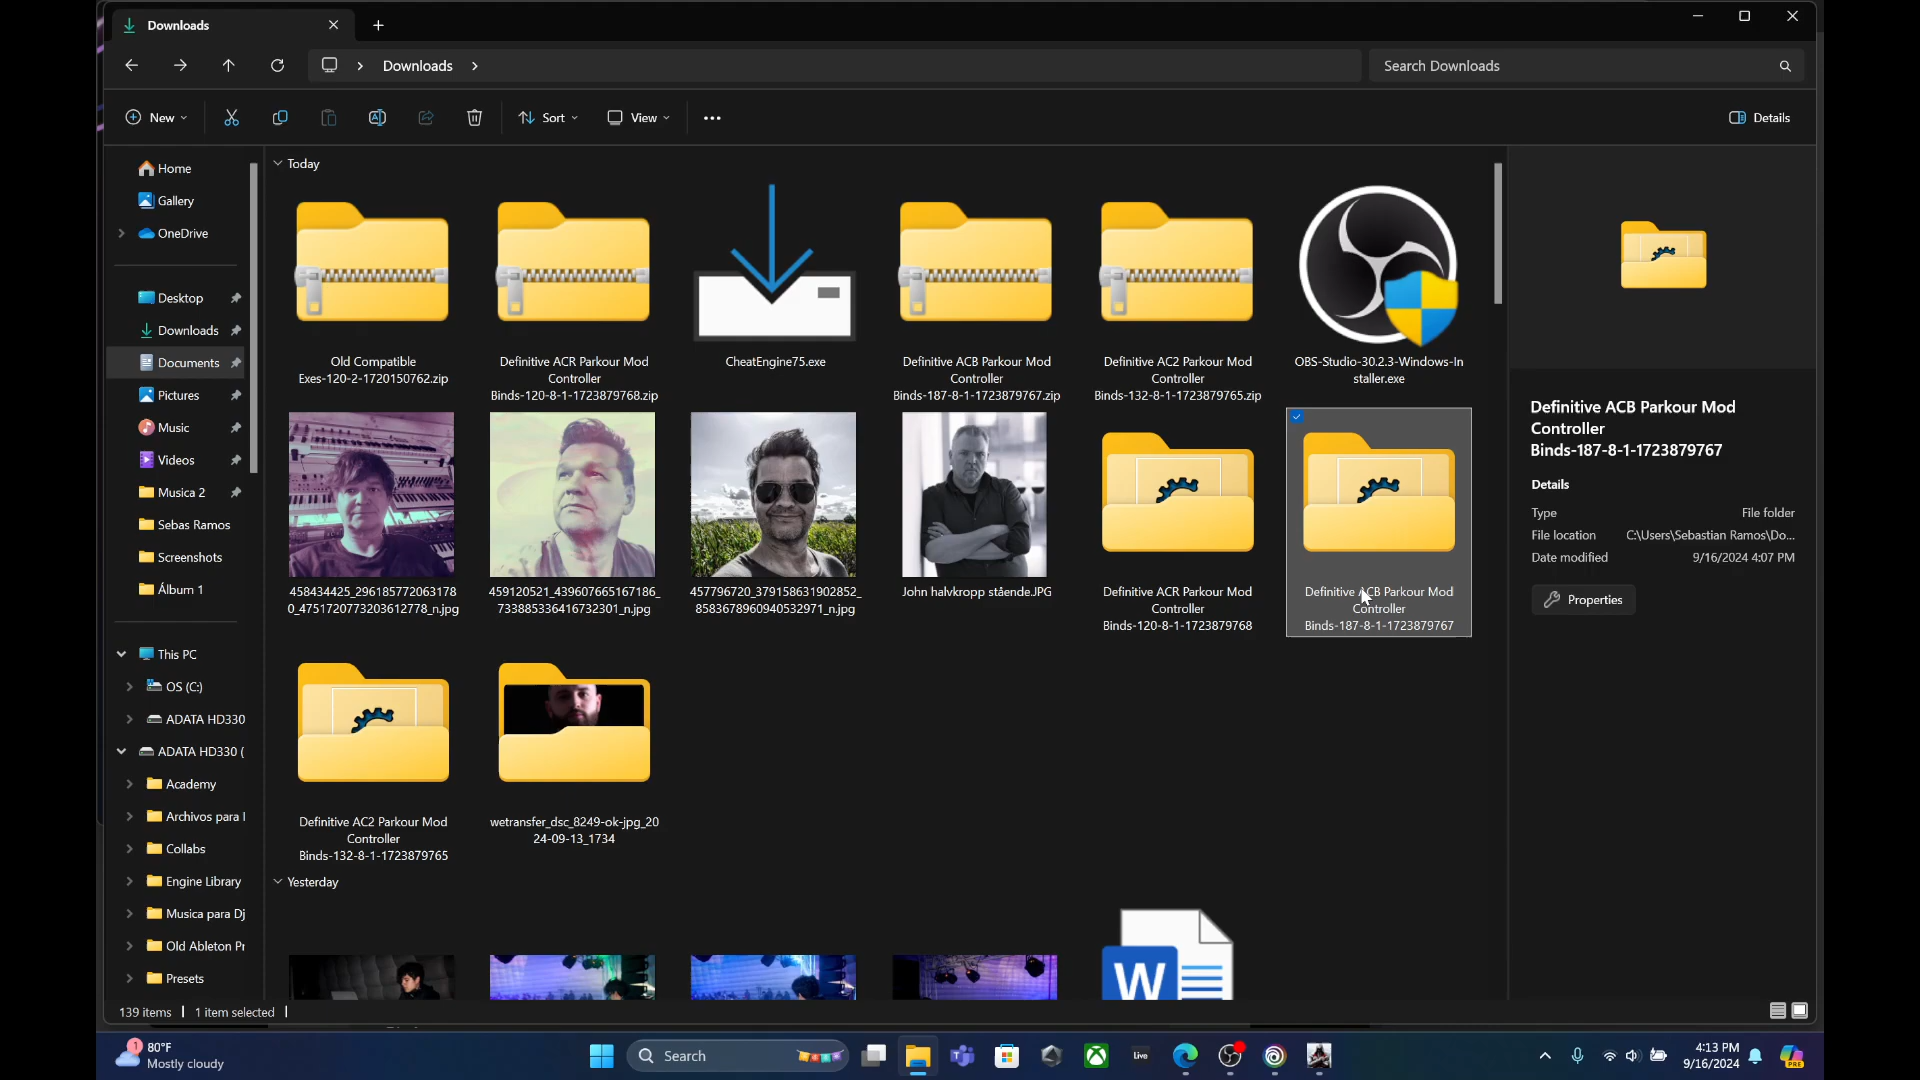 Downloads
Downloads
Search Downloads
New
Sort
View
Details
Home
Gallery
OneDrive
Desktop
Downloads
Documents
Pictures
Music
Videos
Musica 2
Sebas Ramos
Screenshots
Álbum 1
This PC
OS (C:)
ADATA HD330
ADATA HD330 (
Academy
Archivos para l
Collabs
Engine Library
Musica para Dj
Old Ableton Pr
Presets
Today
Old Compatible
Exes-120-2-1720150762.zip
Definitive ACR Parkour Mod
Controller
Binds-120-8-1-1723879768.zip
CheatEngine75.exe
Definitive ACB Parkour Mod
Controller
Binds-187-8-1-1723879767.zip
Definitive AC2 Parkour Mod
Controller
Binds-132-8-1-1723879765.zip
OBS-Studio-30.2.3-Windows-In
staller.exe
458434425_296185772063178
0_4751720773203612778_n.jpg
459120521_439607665167186_
733885336416732301_n.jpg
457796720_379158631902852_
8583678960940532971_n.jpg
John halvkropp stående.JPG
Definitive ACR Parkour Mod
Controller
Binds-120-8-1-1723879768
Definitive ACB Parkour Mod
Controller
Binds-187-8-1-1723879767
Definitive AC2 Parkour Mod
Controller
Binds-132-8-1-1723879765
wetransfer_dsc_8249-ok-jpg_20
24-09-13_1734
Yesterday
W
Definitive ACB Parkour Mod
Controller
Binds-187-8-1-1723879767
Details
Type File folder
File location C:\Users\Sebastian Ramos\Do...
Date modified 9/16/2024 4:07 PM
Properties
139 items
1 item selected
1
80°F
Mostly cloudy
Search
live
4:13 PM
9/16/2024
PRE